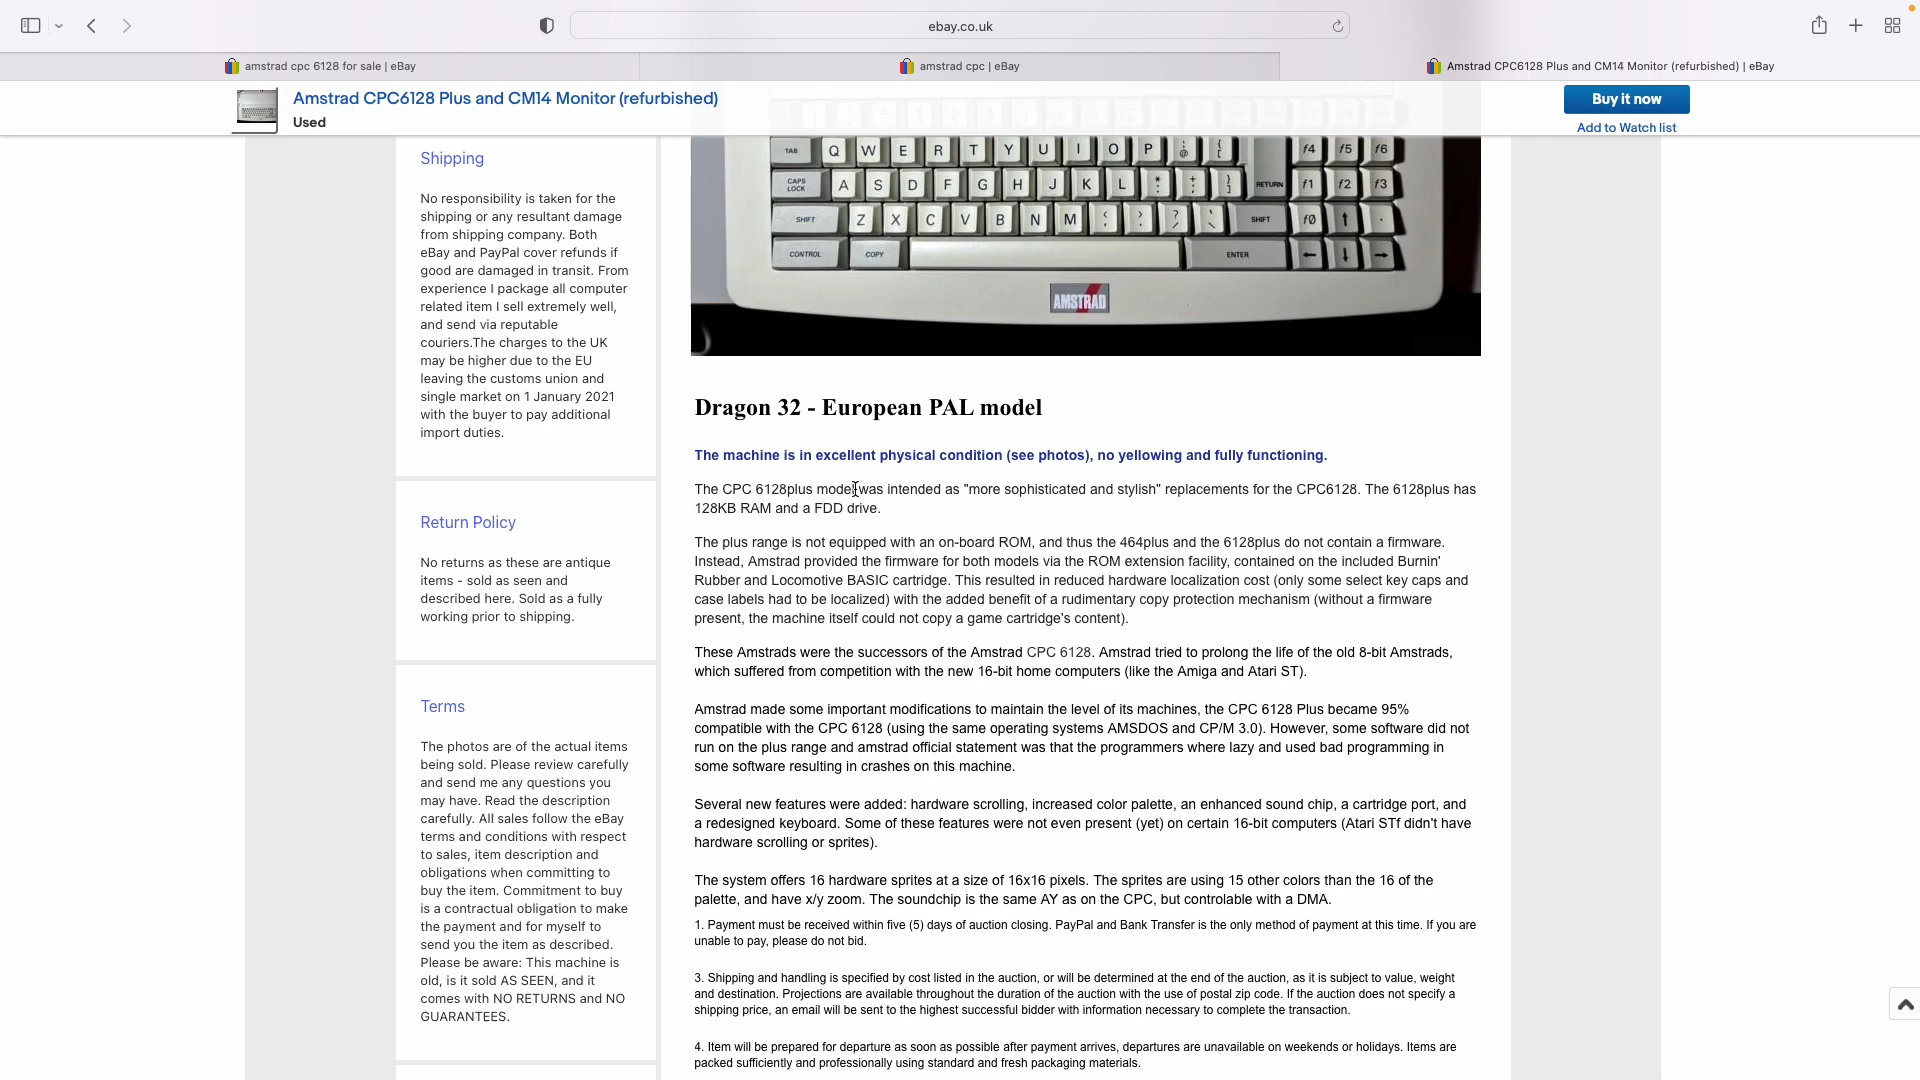 ebay.co.uk
amstrad cpc 6128 for sale | eBay
amstrad cpc | eBay
Amstrad CPC6128 Plus and CM14 Monitor (refurbished) | eBay
Amstrad CPC6128 Plus and CM14 Monitor (refurbished)
Used
Buy it now
Add to Watch list
Shipping
No responsibility is taken for the
shipping or any resultant damage
from shipping company. Both
eBay and PayPal cover refunds if
good are damaged in transit. From
experience I package all computer
related item I sell extremely well,
and send via reputable
couriers.The charges to the UK
may be higher due to the EU
leaving the customs union and
single market on 1 January 2021
with the buyer to pay additional
import duties.
Return Policy
No returns as these are antique
items - sold as seen and
described here. Sold as a fully
working prior to shipping.
Terms
The photos are of the actual items
being sold. Please review carefully
and send me any questions you
may have. Read the description
carefully. All sales follow the eBay
terms and conditions with respect
to sales, item description and
obligations when committing to
buy the item. Commitment to buy
is a contractual obligation to make
the payment and for myself to
send you the item as described.
Please be aware: This machine is
old, is it sold AS SEEN, and it
comes with NO RETURNS and NO
GUARANTEES.
TAB Q W E R T Y U I O P @ [ f4 f5 f6
CAPS LOCK A S D F G H J K L * : + ; } ] RETURN f1 f2 f3
SHIFT Z X C V B N M < , > . ? / \ SHIFT f0 ↑ .
CONTROL COPY ENTER ← ↓ →
AMSTRAD
Dragon 32 - European PAL model
The machine is in excellent physical condition (see photos), no yellowing and fully functioning.
The CPC 6128plus model was intended as "more sophisticated and stylish" replacements for the CPC6128. The 6128plus has
128KB RAM and a FDD drive.
The plus range is not equipped with an on-board ROM, and thus the 464plus and the 6128plus do not contain a firmware.
Instead, Amstrad provided the firmware for both models via the ROM extension facility, contained on the included Burnin'
Rubber and Locomotive BASIC cartridge. This resulted in reduced hardware localization cost (only some select key caps and
case labels had to be localized) with the added benefit of a rudimentary copy protection mechanism (without a firmware
present, the machine itself could not copy a game cartridge's content).
These Amstrads were the successors of the Amstrad CPC 6128. Amstrad tried to prolong the life of the old 8-bit Amstrads,
which suffered from competition with the new 16-bit home computers (like the Amiga and Atari ST).
Amstrad made some important modifications to maintain the level of its machines, the CPC 6128 Plus became 95%
compatible with the CPC 6128 (using the same operating systems AMSDOS and CP/M 3.0). However, some software did not
run on the plus range and amstrad official statement was that the programmers where lazy and used bad programming in
some software resulting in crashes on this machine.
Several new features were added: hardware scrolling, increased color palette, an enhanced sound chip, a cartridge port, and
a redesigned keyboard. Some of these features were not even present (yet) on certain 16-bit computers (Atari STf didn't have
hardware scrolling or sprites).
The system offers 16 hardware sprites at a size of 16x16 pixels. The sprites are using 15 other colors than the 16 of the
palette, and have x/y zoom. The soundchip is the same AY as on the CPC, but controlable with a DMA.
1. Payment must be received within five (5) days of auction closing. PayPal and Bank Transfer is the only method of payment at this time. If you are
unable to pay, please do not bid.
3. Shipping and handling is specified by cost listed in the auction, or will be determined at the end of the auction, as it is subject to value, weight
and destination. Projections are available throughout the duration of the auction with the use of postal zip code. If the auction does not specify a
shipping price, an email will be sent to the highest successful bidder with information necessary to complete the transaction.
4. Item will be prepared for departure as soon as possible after payment arrives, departures are unavailable on weekends or holidays. Items are
packed sufficiently and professionally using standard and fresh packaging materials.